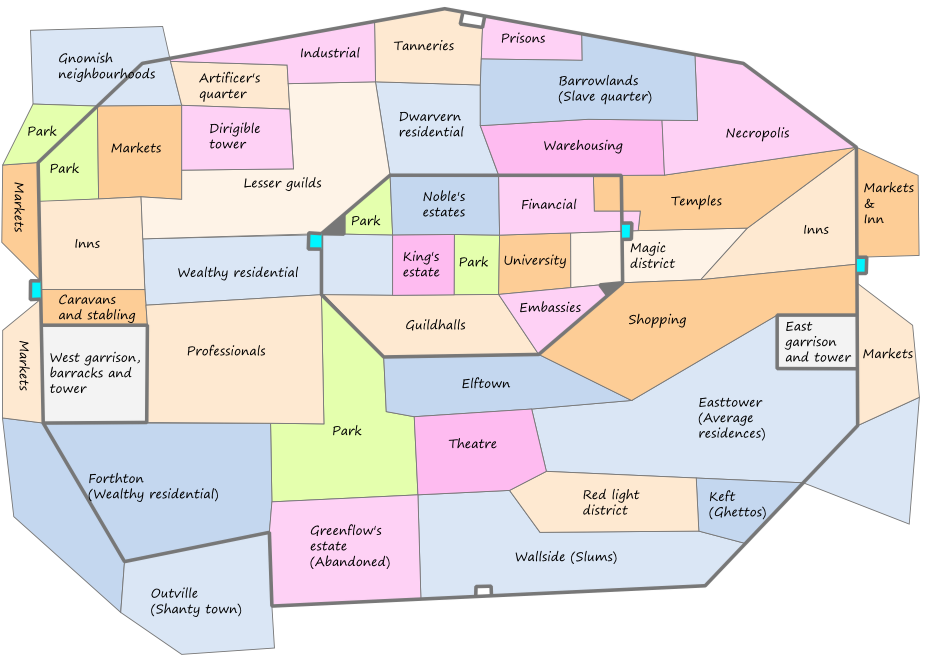 Prisons
Industrial
Tanneries
Gnomish
neighbourhoods
Artificer's
quarter
Barrowlands
(Slave quarter)
Dwarvern
residential
Park
Dirigible
tower
Necropolis
Markets
Warehousing
Park
Lesser guilds
Markets
Markets
&
Inn
Noble's
estates
Financial
Temples
Park
Inns
Inns
Magic
district
King's
estate
Park
University
Wealthy residential
Caravans
and stabling
Embassies
Shopping
Guildhalls
East
garrison
and tower
Markets
Markets
West garrison,
barracks and
tower
Professionals
Elftown
Easttower
(Average
residences)
Park
Theatre
Forthton
(Wealthy residential)
Red light
district
Keft
(Ghettos)
Greenflow's
estate
(Abandoned)
Wallside (Slums)
Outville
(Shanty town)